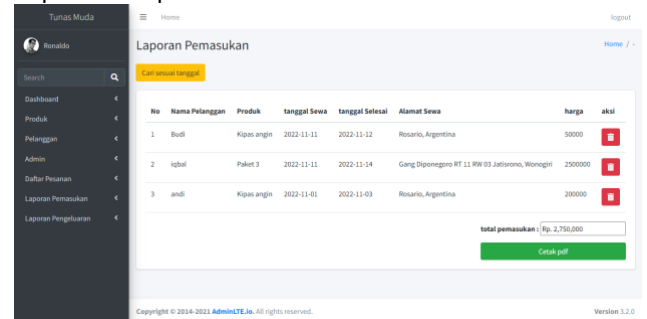 Tunas Muda
Home
logout
Ronaldo
Search
Dashboard
Produk
Pelanggan
Admin
Daftar Pesanan
Laporan Pemasukan
Laporan Pengeluaran
Laporan Pemasukan
Home / -
Cari sesuai tanggal
No Nama Pelanggan Produk tanggal Sewa tanggal Selesai Alamat Sewa harga aksi
1 Budi Kipas angin 2022-11-11 2022-11-12 Rosario, Argentina 50000
2 iqbal Paket 3 2022-11-11 2022-11-14 Gang Diponegoro RT 11 RW 03 Jatisrono, Wonogiri 2500000
3 andi Kipas angin 2022-11-01 2022-11-03 Rosario, Argentina 200000
total pemasukan : Rp. 2,750,000
Cetak pdf
Copyright © 2014-2021 AdminLTE.io. All rights reserved.
Version 3.2.0